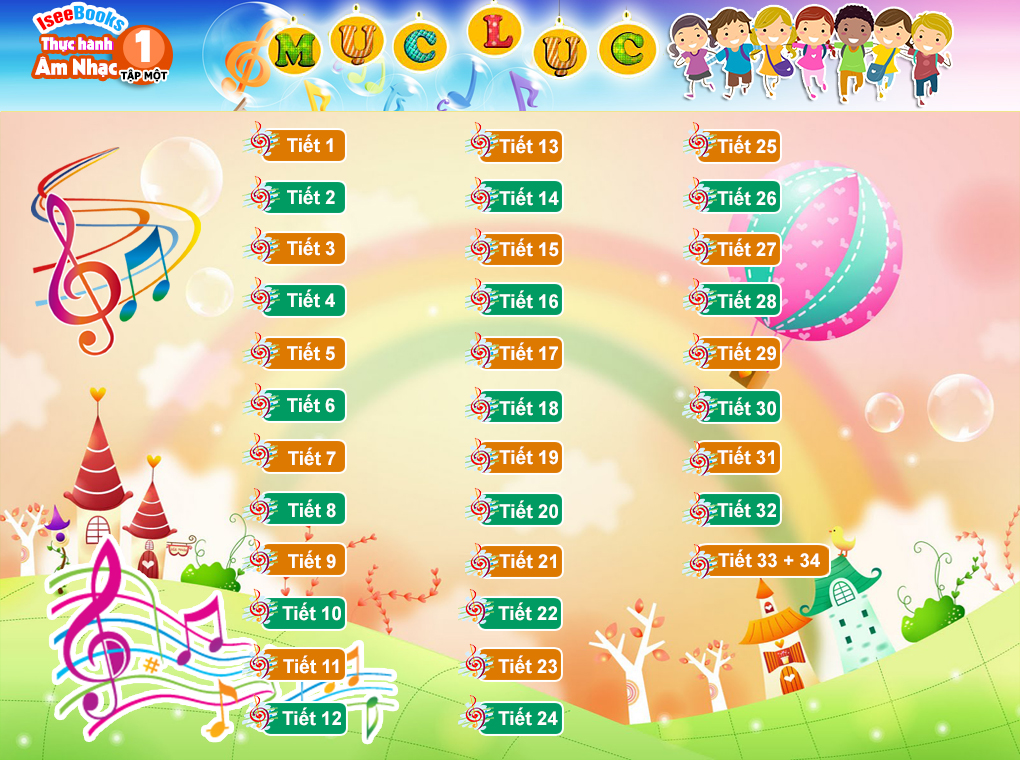 IseeBooks
Thực hành
Âm Nhạc 1
TẬP MỘT
MỤC LỤC
Tiết 1
Tiết 2
Tiết 3
Tiết 4
Tiết 5
Tiết 6
Tiết 7
Tiết 8
Tiết 9
Tiết 10
Tiết 11
Tiết 12
Tiết 13
Tiết 14
Tiết 15
Tiết 16
Tiết 17
Tiết 18
Tiết 19
Tiết 20
Tiết 21
Tiết 22
Tiết 23
Tiết 24
Tiết 25
Tiết 26
Tiết 27
Tiết 28
Tiết 29
Tiết 30
Tiết 31
Tiết 32
Tiết 33 + 34